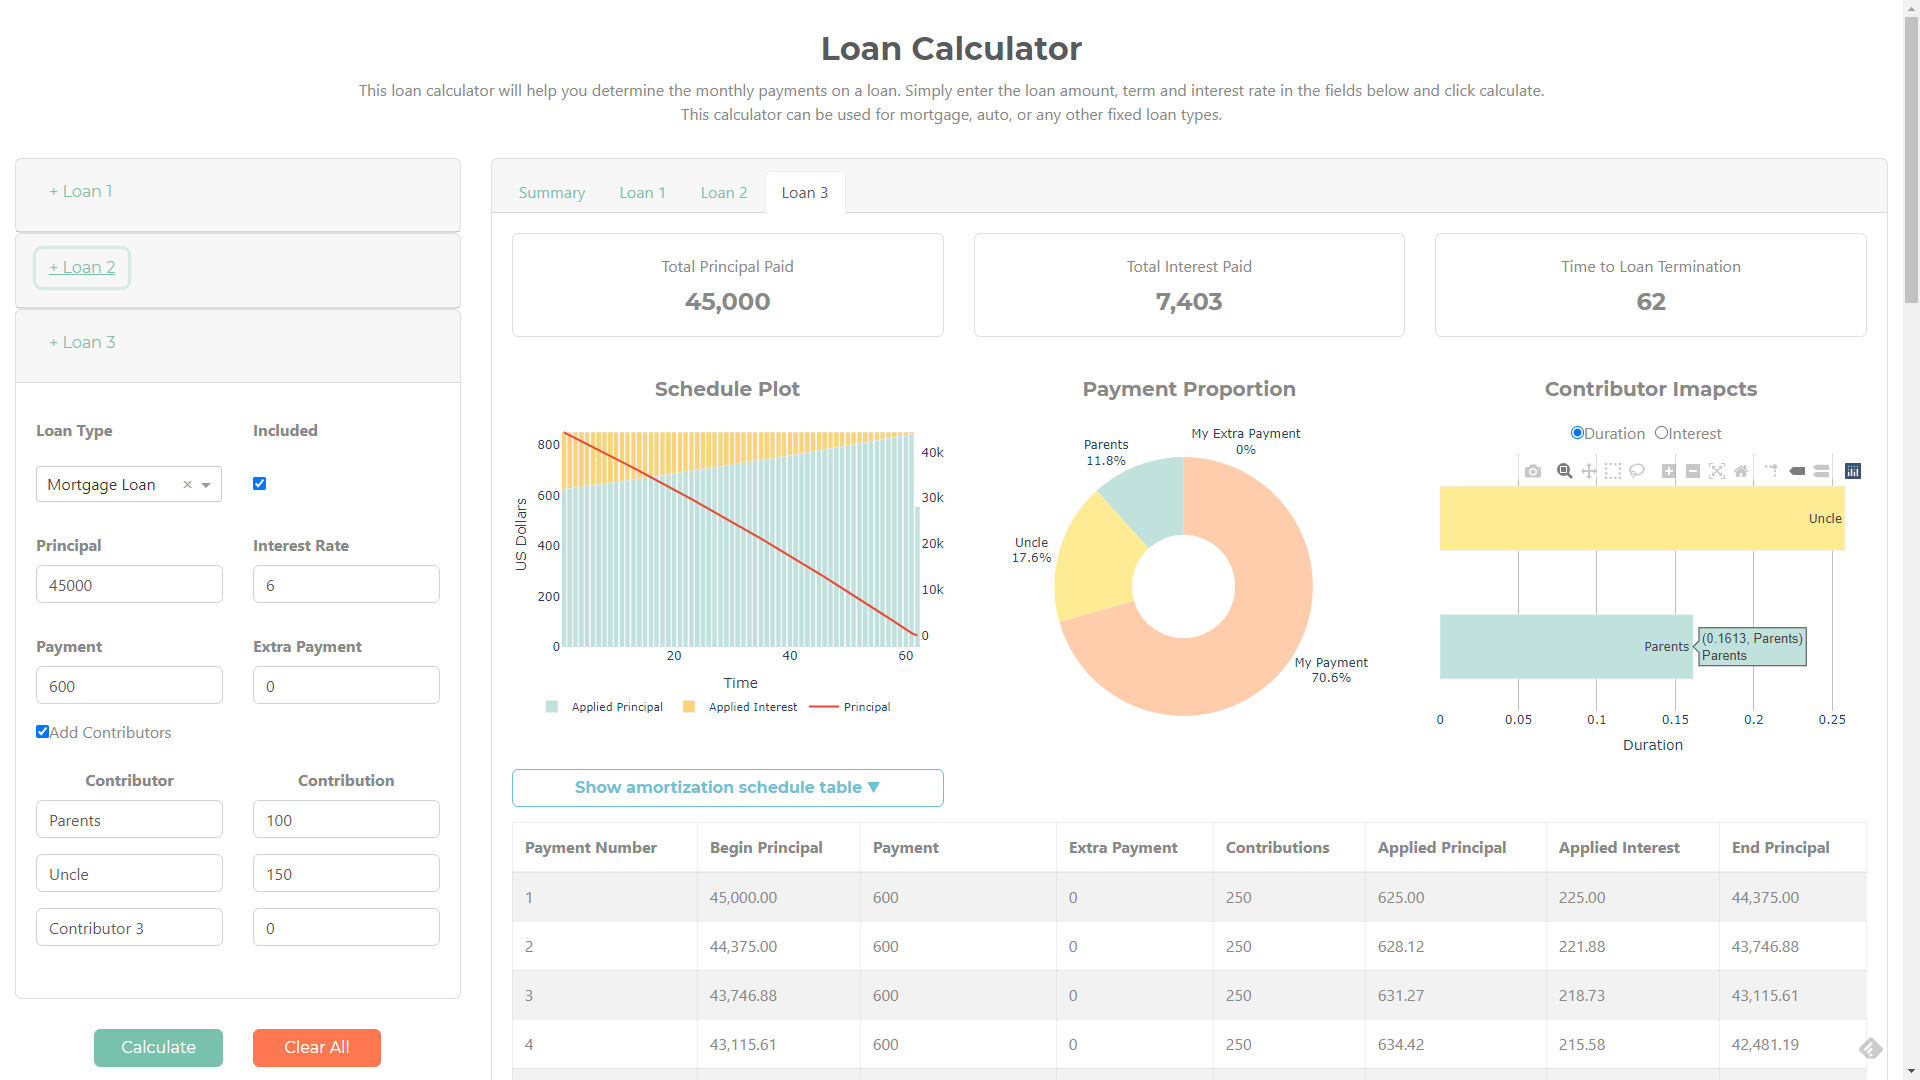 Loan Calculator
This loan calculator will help you determine the monthly payments on a loan. Simply enter the loan amount, term and interest rate in the fields below and click calculate.
This calculator can be used for mortgage, auto, or any other fixed loan types.
+ Loan 1
+ Loan 2
+ Loan 3
Loan Type
Included
Mortgage Loan
Principal
Interest Rate
45000
6
Payment
Extra Payment
600
0
Add Contributors
Contributor
Contribution
Parents
100
Uncle
150
Contributor 3
0
Calculate
Clear All
Summary
Loan 1
Loan 2
Loan 3
Total Principal Paid
45,000
Total Interest Paid
7,403
Time to Loan Termination
62
Schedule Plot
US Dollars
800
600
400
200
0
40k
30k
20k
10k
0
20
40
60
Time
Applied Principal
Applied Interest
Principal
Payment Proportion
My Extra Payment
0%
Parents
11.8%
Uncle
17.6%
My Payment
70.6%
Contributor Imapcts
Duration
Interest
Uncle
Parents
(0.1613, Parents)
Parents
0
0.05
0.1
0.15
0.2
0.25
Duration
Show amortization schedule table ▼
Payment Number Begin Principal Payment Extra Payment Contributions Applied Principal Applied Interest End Principal
1 45,000.00 600 0 250 625.00 225.00 44,375.00
2 44,375.00 600 0 250 628.12 221.88 43,746.88
3 43,746.88 600 0 250 631.27 218.73 43,115.61
4 43,115.61 600 0 250 634.42 215.58 42,481.19